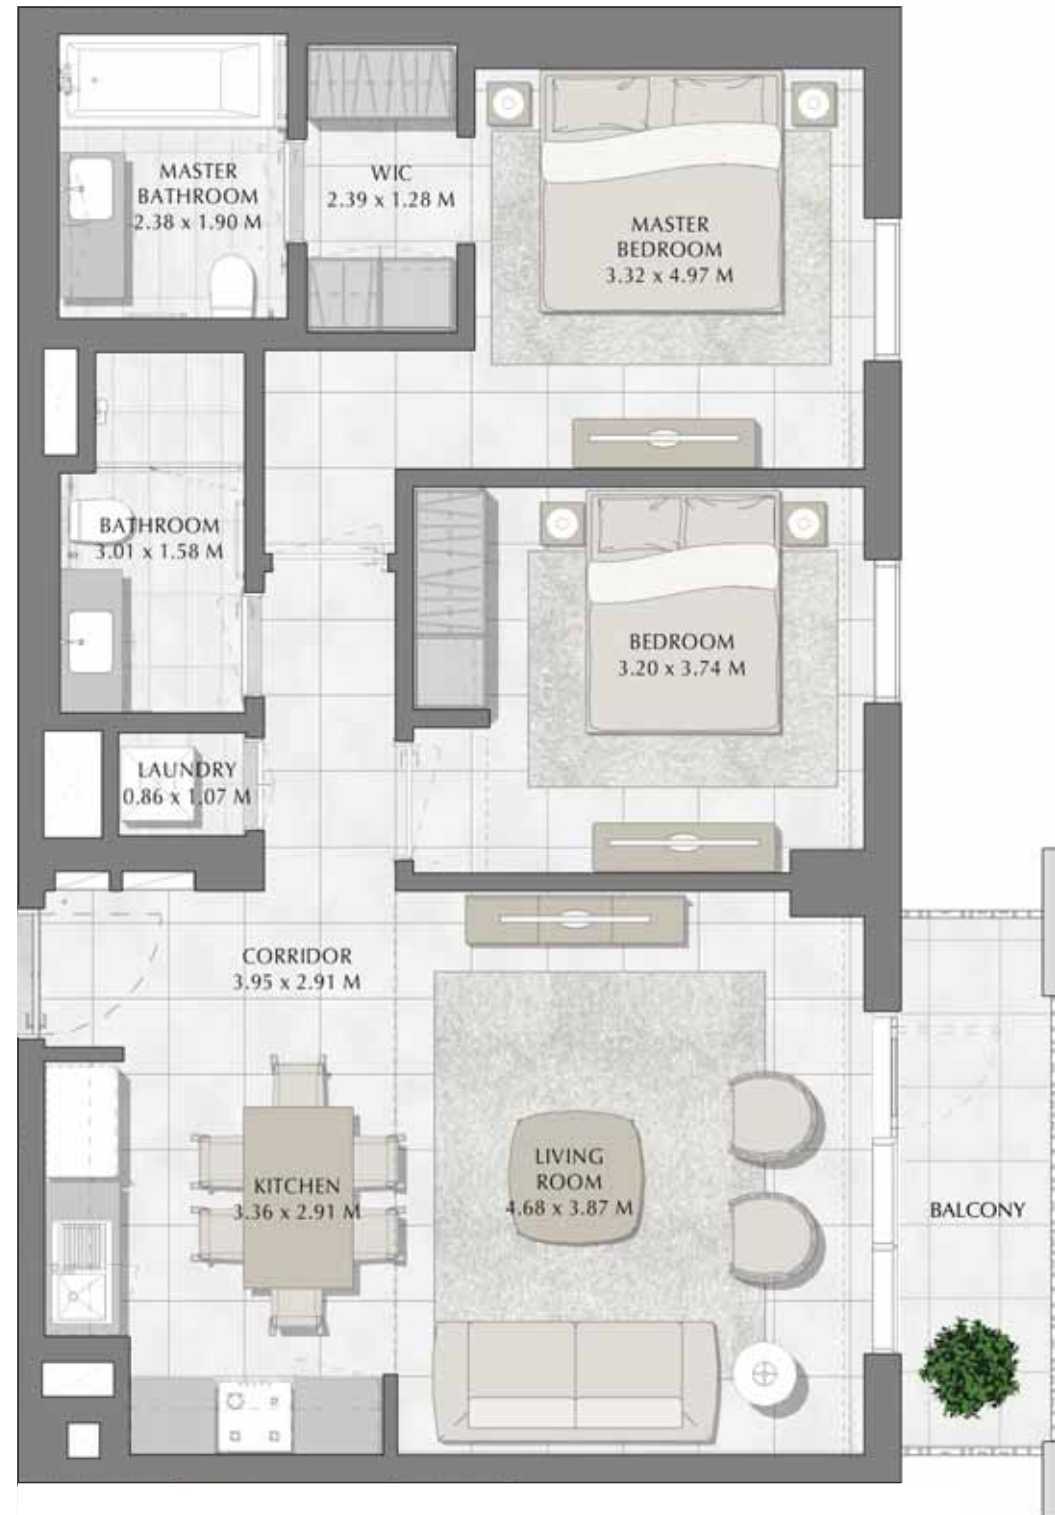 MASTER
BATHROOM
2.38 x 1.90 M
WIC
2.39 x 1.28 M
MASTER
BEDROOM
3.32 x 4.97 M
BATHROOM
3.01 x 1.58 M
BEDROOM
3.20 x 3.74 M
LAUNDRY
0.86 x 1.07 M
CORRIDOR
3.95 x 2.91 M
KITCHEN
3.36 x 2.91 M
LIVING
ROOM
4.68 x 3.87 M
BALCONY